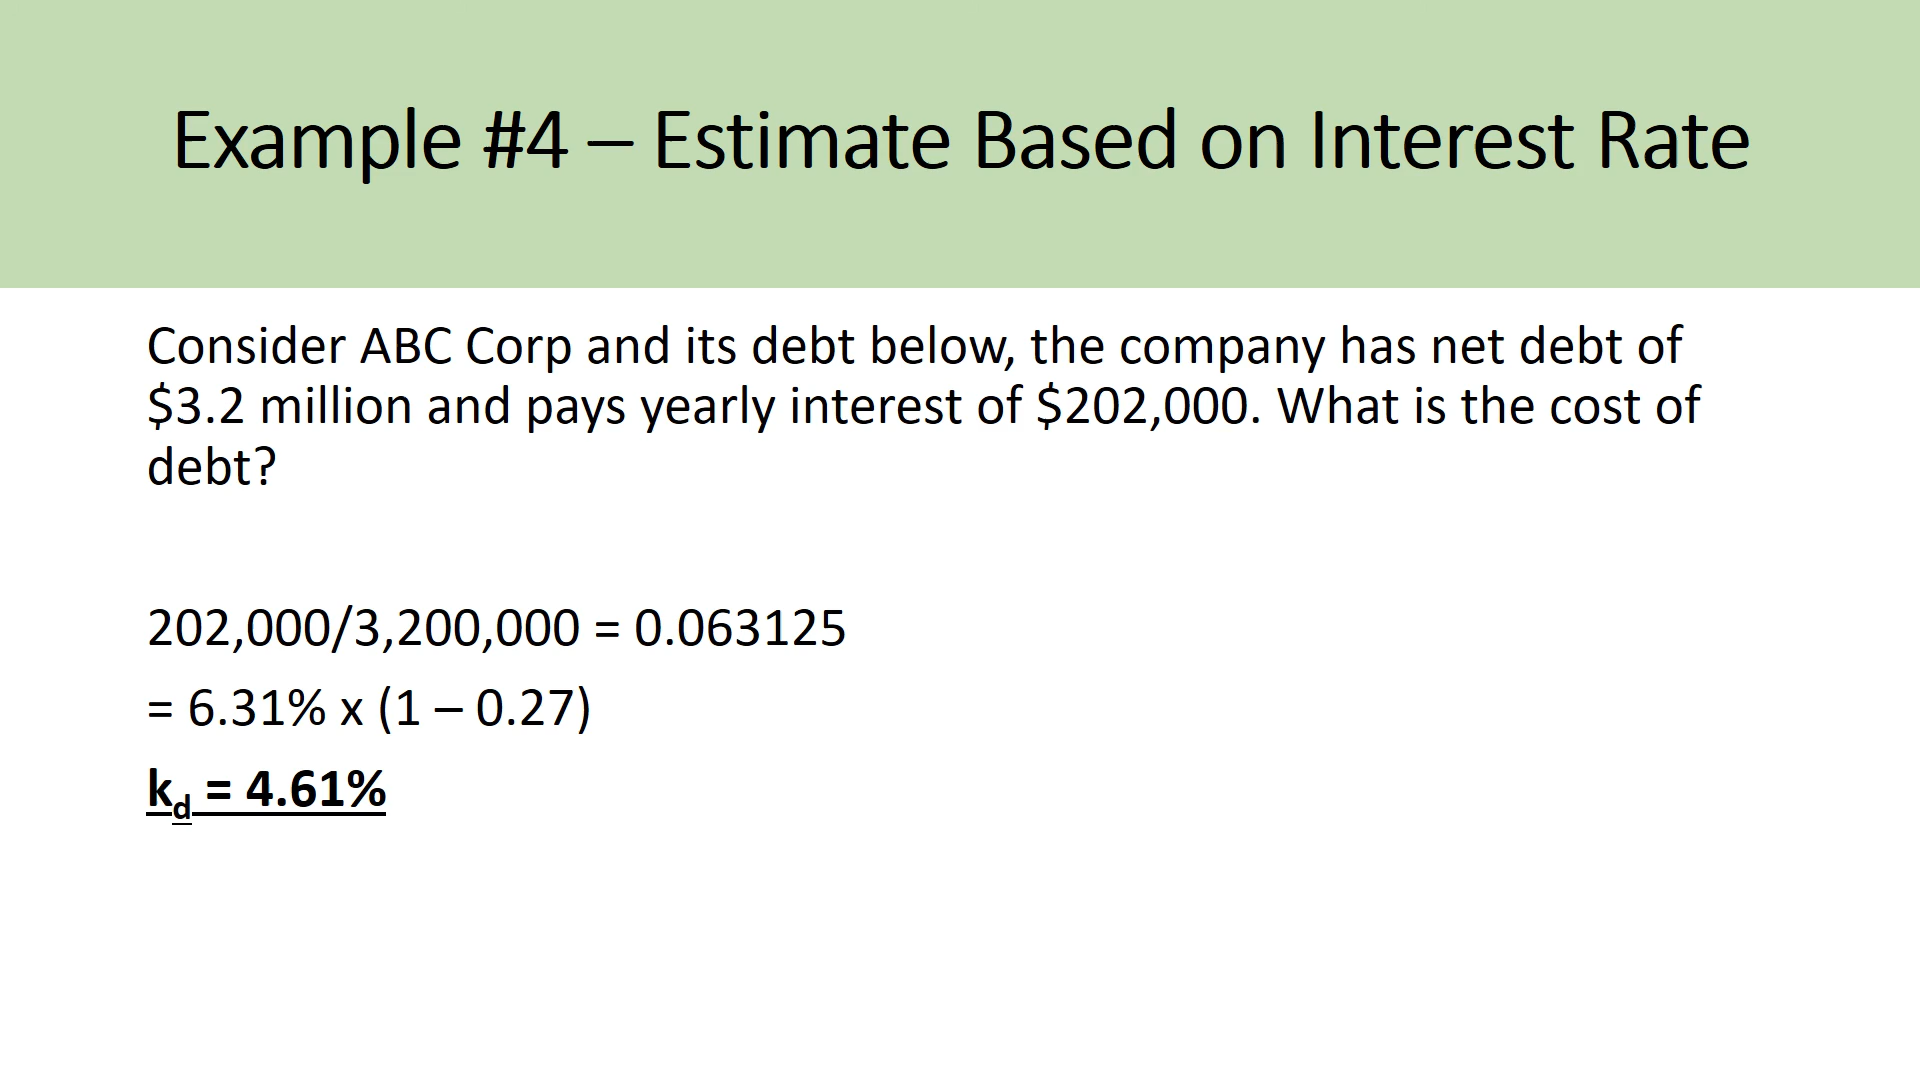 Example #4 – Estimate Based on Interest Rate
Consider ABC Corp and its debt below, the company has net debt of
$3.2 million and pays yearly interest of $202,000. What is the cost of
debt?
202,000/3,200,000 = 0.063125
= 6.31% x (1 – 0.27)
kd = 4.61%